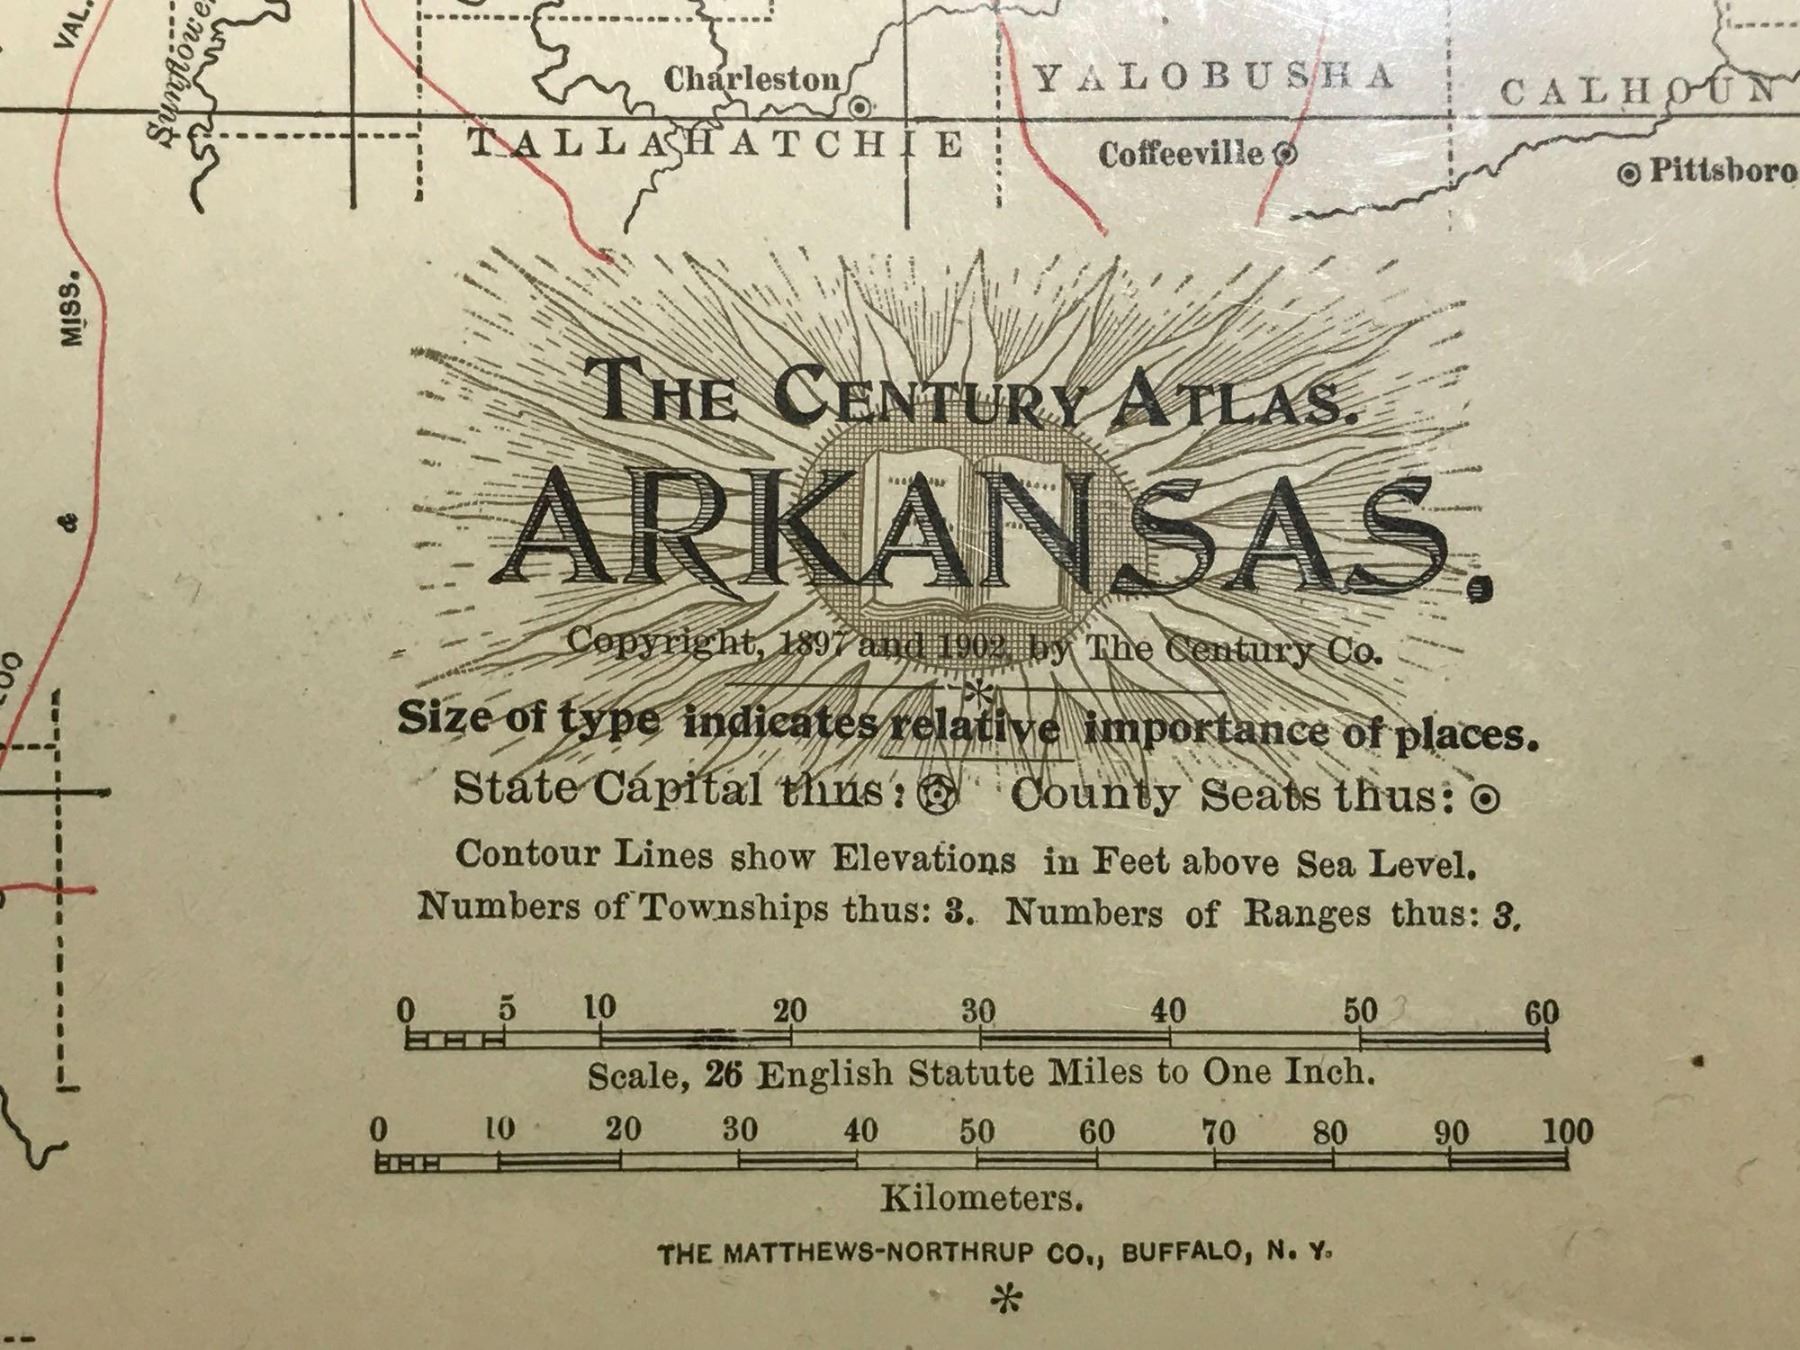 VAL.
Sunflower
Charleston
YALOBUSHA
CALHOUN
TALLAHATCHIE
Coffeeville
Pittsboro
MISS.
&
THE CENTURY ATLAS.
ARKANSAS.
Copyright, 1897 and 1902, by The Century Co.
Size of type indicates relative importance of places.
State Capital thus: County Seats thus:
Contour Lines show Elevations in Feet above Sea Level.
Numbers of Townships thus: 3. Numbers of Ranges thus: 3.
0 5 10 20 30 40 50 60
Scale, 26 English Statute Miles to One Inch.
0 10 20 30 40 50 60 70 80 90 100
Kilometers.
THE MATTHEWS-NORTHRUP CO., BUFFALO, N. Y.